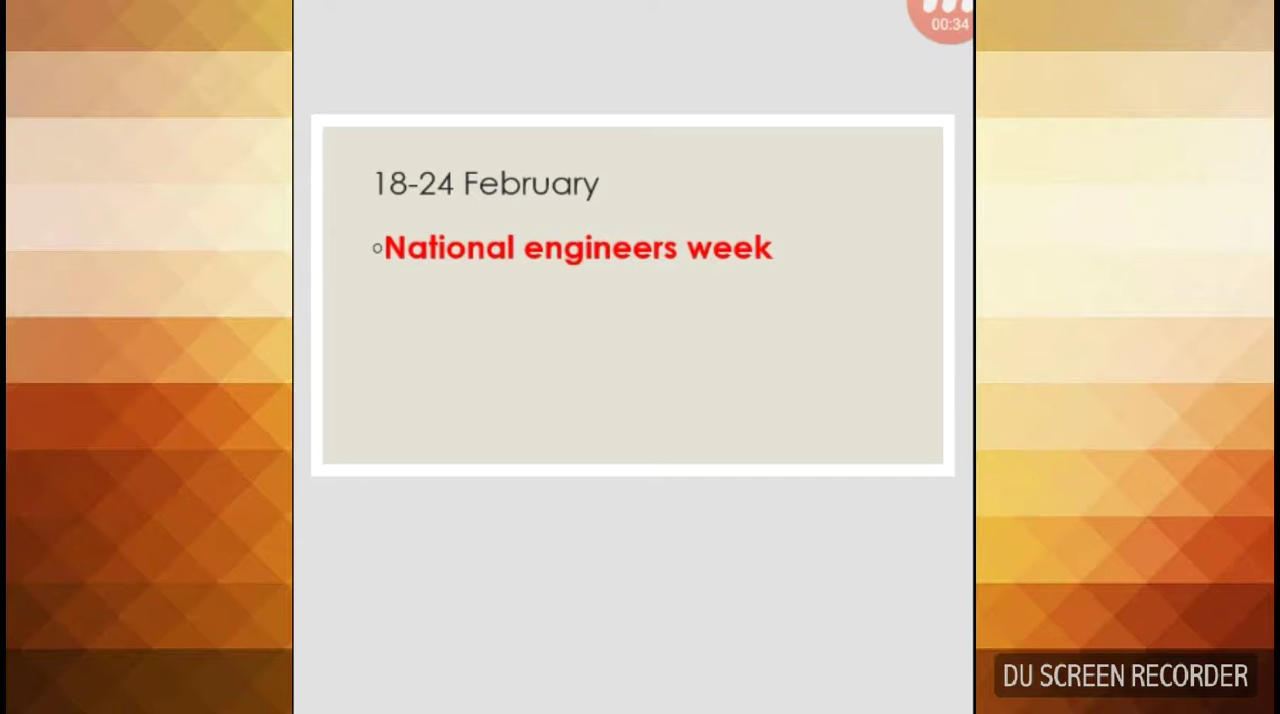 00:34
18-24 February
◦National engineers week
DU SCREEN RECORDER